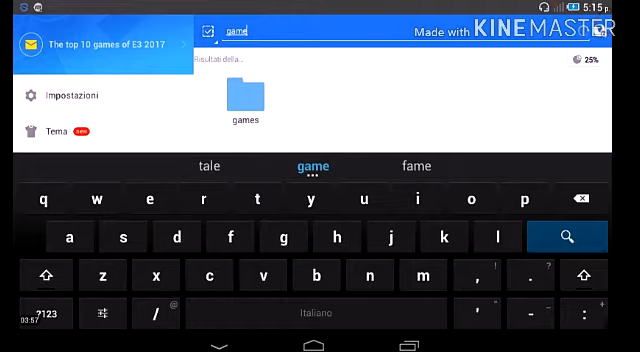 5:15 p.
game
Made with KINEMASTER
The top 10 games of E3 2017
Risultati della...
25%
Impostazioni
games
Tema new
tale game fame
q w e r t y u i o p
a s d f g h j k l
z x c v b n m , ! . ?
?123 / @ Italiano ' " - _ : +
03:57